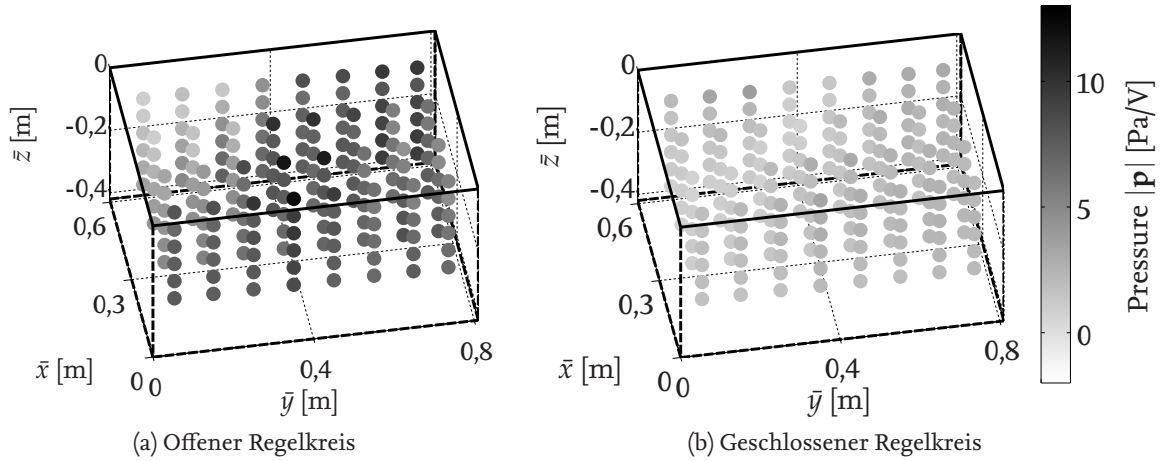 0
-0,2
-0,4
z̄ [m]
0,6
0,3
0
x̄ [m]
0
0,4
0,8
ȳ [m]
(a) Offener Regelkreis
0
-0,2
-0,4
z̄ [m]
0,6
0,3
0
x̄ [m]
0
0,4
0,8
ȳ [m]
(b) Geschlossener Regelkreis
10
5
0
Pressure |p| [Pa/V]